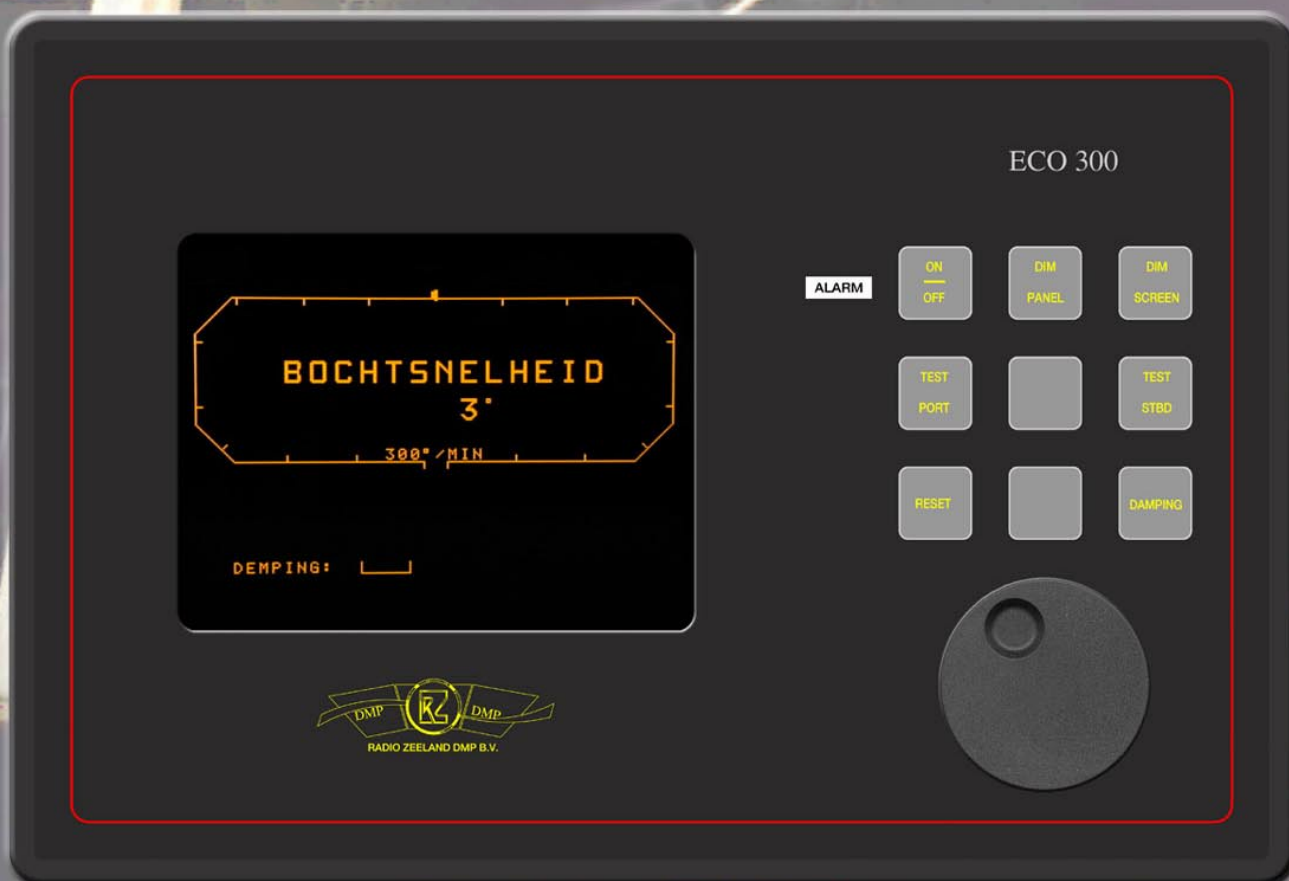 ECO 300
BOCHTSNELHEID
3°
300°/MIN
DEMPING:
ALARM
ON
OFF
DIM
PANEL
DIM
SCREEN
TEST
PORT
TEST
STBD
RESET
DAMPING
DMP
RZ
DMP
RADIO ZEELAND DMP B.V.